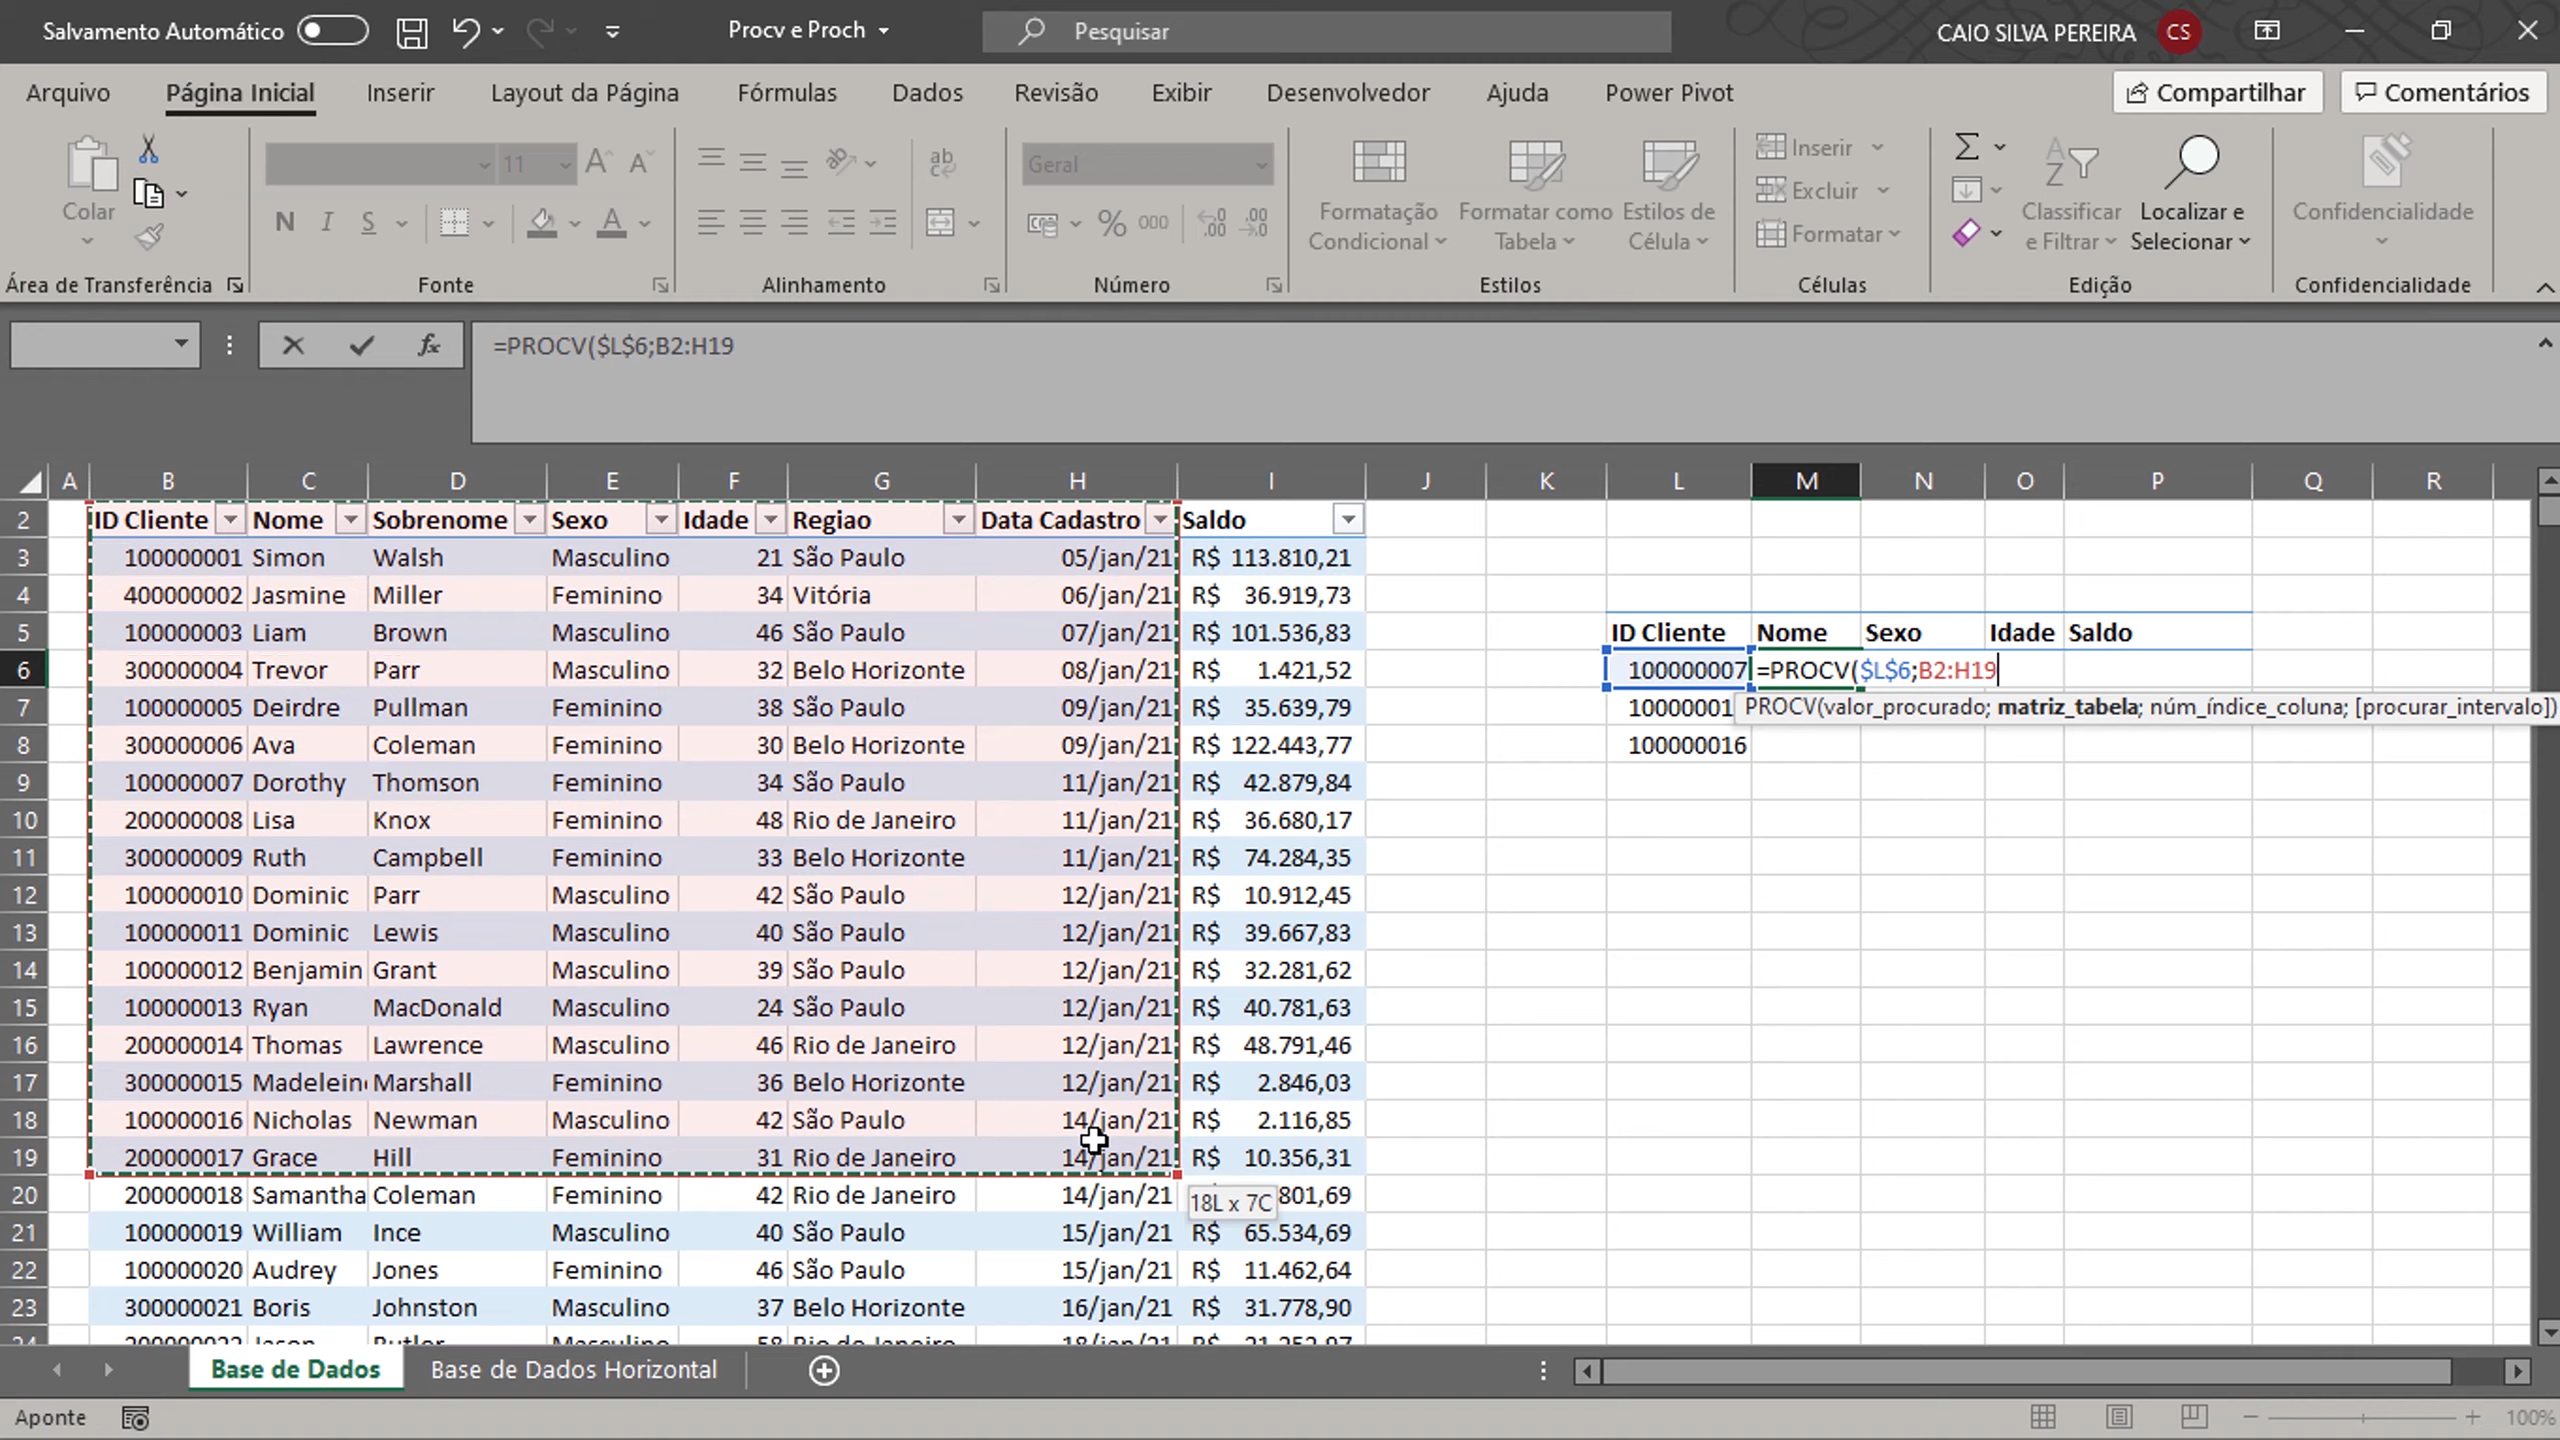 Salvamento Automático
Procv e Proch
Pesquisar
CAIO SILVA PEREIRA CS
Arquivo Página Inicial Inserir Layout da Página Fórmulas Dados Revisão Exibir Desenvolvedor Ajuda Power Pivot Compartilhar Comentários
Colar
Área de Transferência
11
N I S
Fonte
ab
Alinhamento
Geral
% 000
Número
Formatação Condicional
Formatar como Tabela
Estilos de Célula
Estilos
Inserir
Excluir
Formatar
Células
Classificar e Filtrar
Localizar e Selecionar
Edição
Confidencialidade
Confidencialidade
fx =PROCV($L$6;B2:H19
A B C D E F G H I J K L M N O P Q R
2 ID Cliente Nome Sobrenome Sexo Idade Regiao Data Cadastro Saldo
3 100000001 Simon Walsh Masculino 21 São Paulo 05/jan/21 R$ 113.810,21
4 400000002 Jasmine Miller Feminino 34 Vitória 06/jan/21 R$ 36.919,73
5 100000003 Liam Brown Masculino 46 São Paulo 07/jan/21 R$ 101.536,83 ID Cliente Nome Sexo Idade Saldo
6 300000004 Trevor Parr Masculino 32 Belo Horizonte 08/jan/21 R$ 1.421,52 100000007 =PROCV($L$6;B2:H19
7 100000005 Deirdre Pullman Feminino 38 São Paulo 09/jan/21 R$ 35.639,79 10000001 PROCV(valor_procurado; matriz_tabela; núm_índice_coluna; [procurar_intervalo])
8 300000006 Ava Coleman Feminino 30 Belo Horizonte 09/jan/21 R$ 122.443,77 100000016
9 100000007 Dorothy Thomson Feminino 34 São Paulo 11/jan/21 R$ 42.879,84
10 200000008 Lisa Knox Feminino 48 Rio de Janeiro 11/jan/21 R$ 36.680,17
11 300000009 Ruth Campbell Feminino 33 Belo Horizonte 11/jan/21 R$ 74.284,35
12 100000010 Dominic Parr Masculino 42 São Paulo 12/jan/21 R$ 10.912,45
13 100000011 Dominic Lewis Masculino 40 São Paulo 12/jan/21 R$ 39.667,83
14 100000012 Benjamin Grant Masculino 39 São Paulo 12/jan/21 R$ 32.281,62
15 100000013 Ryan MacDonald Masculino 24 São Paulo 12/jan/21 R$ 40.781,63
16 200000014 Thomas Lawrence Masculino 46 Rio de Janeiro 12/jan/21 R$ 48.791,46
17 300000015 Madelein Marshall Feminino 36 Belo Horizonte 12/jan/21 R$ 2.846,03
18 100000016 Nicholas Newman Masculino 42 São Paulo 14/jan/21 R$ 2.116,85
19 200000017 Grace Hill Feminino 31 Rio de Janeiro 14/jan/21 R$ 10.356,31
20 200000018 Samantha Coleman Feminino 42 Rio de Janeiro 14/jan/21 18L x 7C 801,69
21 100000019 William Ince Masculino 40 São Paulo 15/jan/21 R$ 65.534,69
22 100000020 Audrey Jones Feminino 46 São Paulo 15/jan/21 R$ 11.462,64
23 300000021 Boris Johnston Masculino 37 Belo Horizonte 16/jan/21 R$ 31.778,90
Base de Dados Base de Dados Horizontal
Aponte 100%